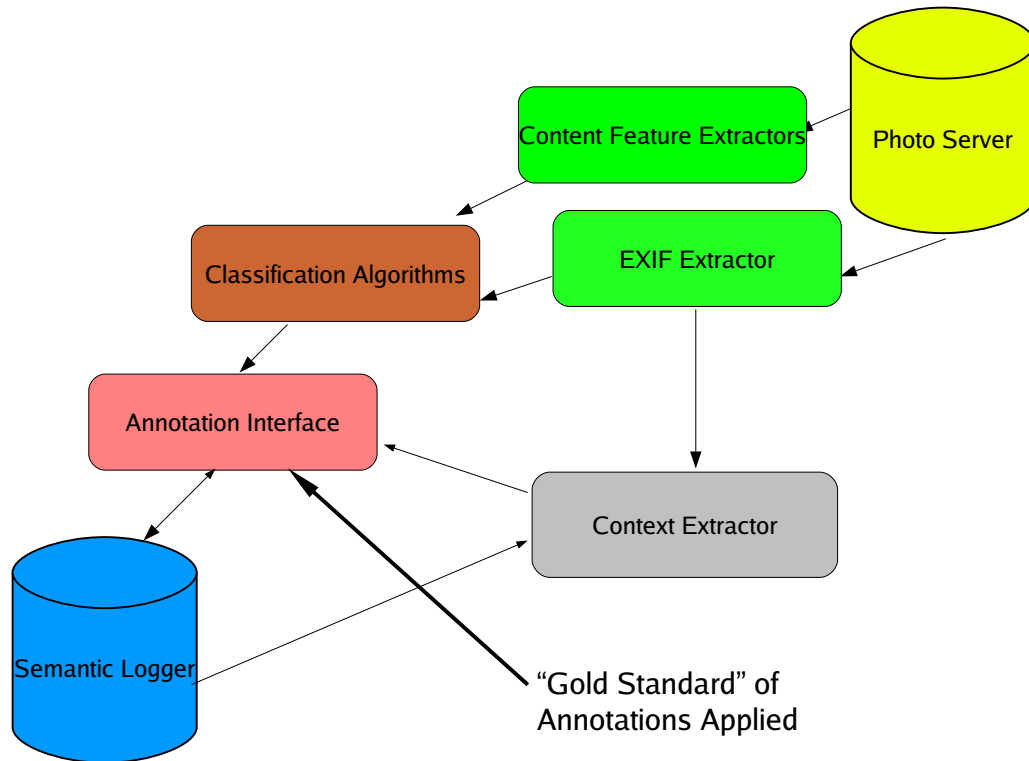 Content Feature Extractors
Photo Server
EXIF Extractor
Classification Algorithms
Annotation Interface
Context Extractor
Semantic Logger
“Gold Standard” of
Annotations Applied